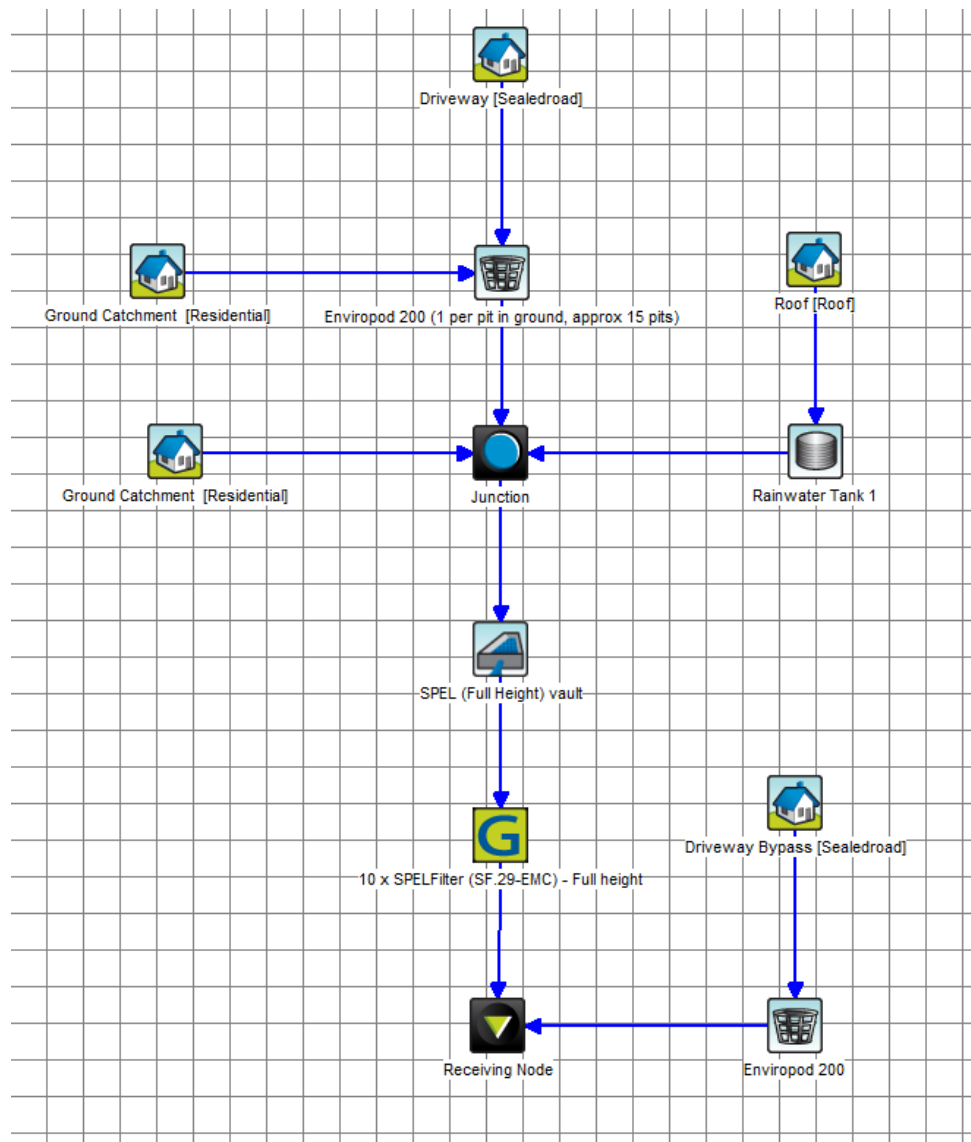 Driveway [Sealedroad]
Ground Catchment  [Residential]
Enviropod 200 (1 per pit in ground, approx 15 pits)
Roof [Roof]
Ground Catchment  [Residential]
Junction
Rainwater Tank 1
SPEL (Full Height) vault
G
10 x SPELFilter (SF.29-EMC) - Full height
Driveway Bypass [Sealedroad]
Receiving Node
Enviropod 200